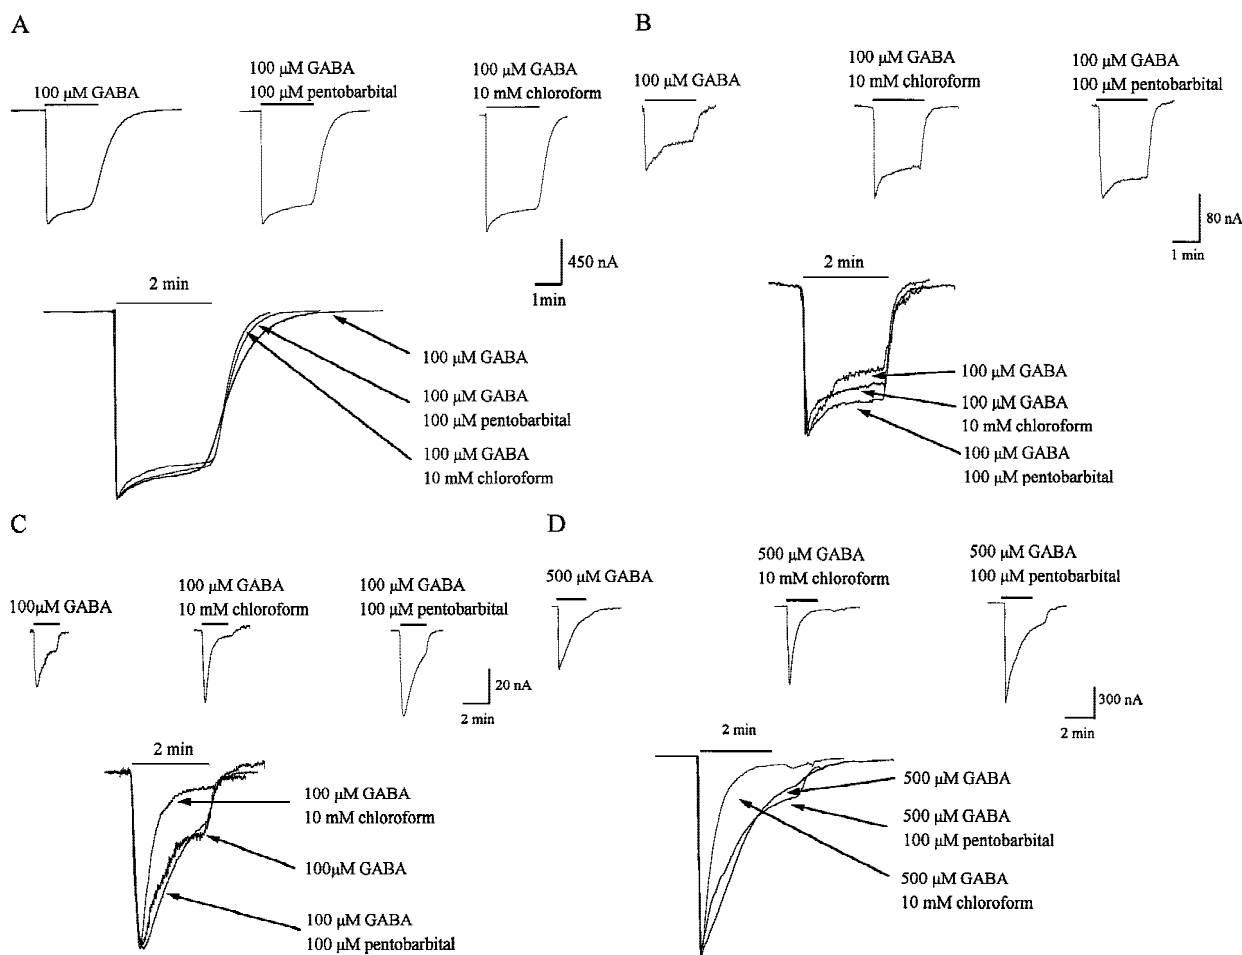 A
100 μM GABA
100 μM GABA
100 μM pentobarbital
100 μM GABA
10 mM chloroform
450 nA
1min
2 min
100 μM GABA
100 μM GABA
100 μM pentobarbital
100 μM GABA
10 mM chloroform
B
100 μM GABA
100 μM GABA
10 mM chloroform
100 μM GABA
100 μM pentobarbital
80 nA
1 min
2 min
100 μM GABA
100 μM GABA
10 mM chloroform
100 μM GABA
100 μM pentobarbital
C
100μM GABA
100 μM GABA
10 mM chloroform
100 μM GABA
100 μM pentobarbital
20 nA
2 min
2 min
100 μM GABA
10 mM chloroform
100μM GABA
100 μM GABA
100 μM pentobarbital
D
500 μM GABA
500 μM GABA
10 mM chloroform
500 μM GABA
100 μM pentobarbital
300 nA
2 min
2 min
500 μM GABA
500 μM GABA
100 μM pentobarbital
500 μM GABA
10 mM chloroform